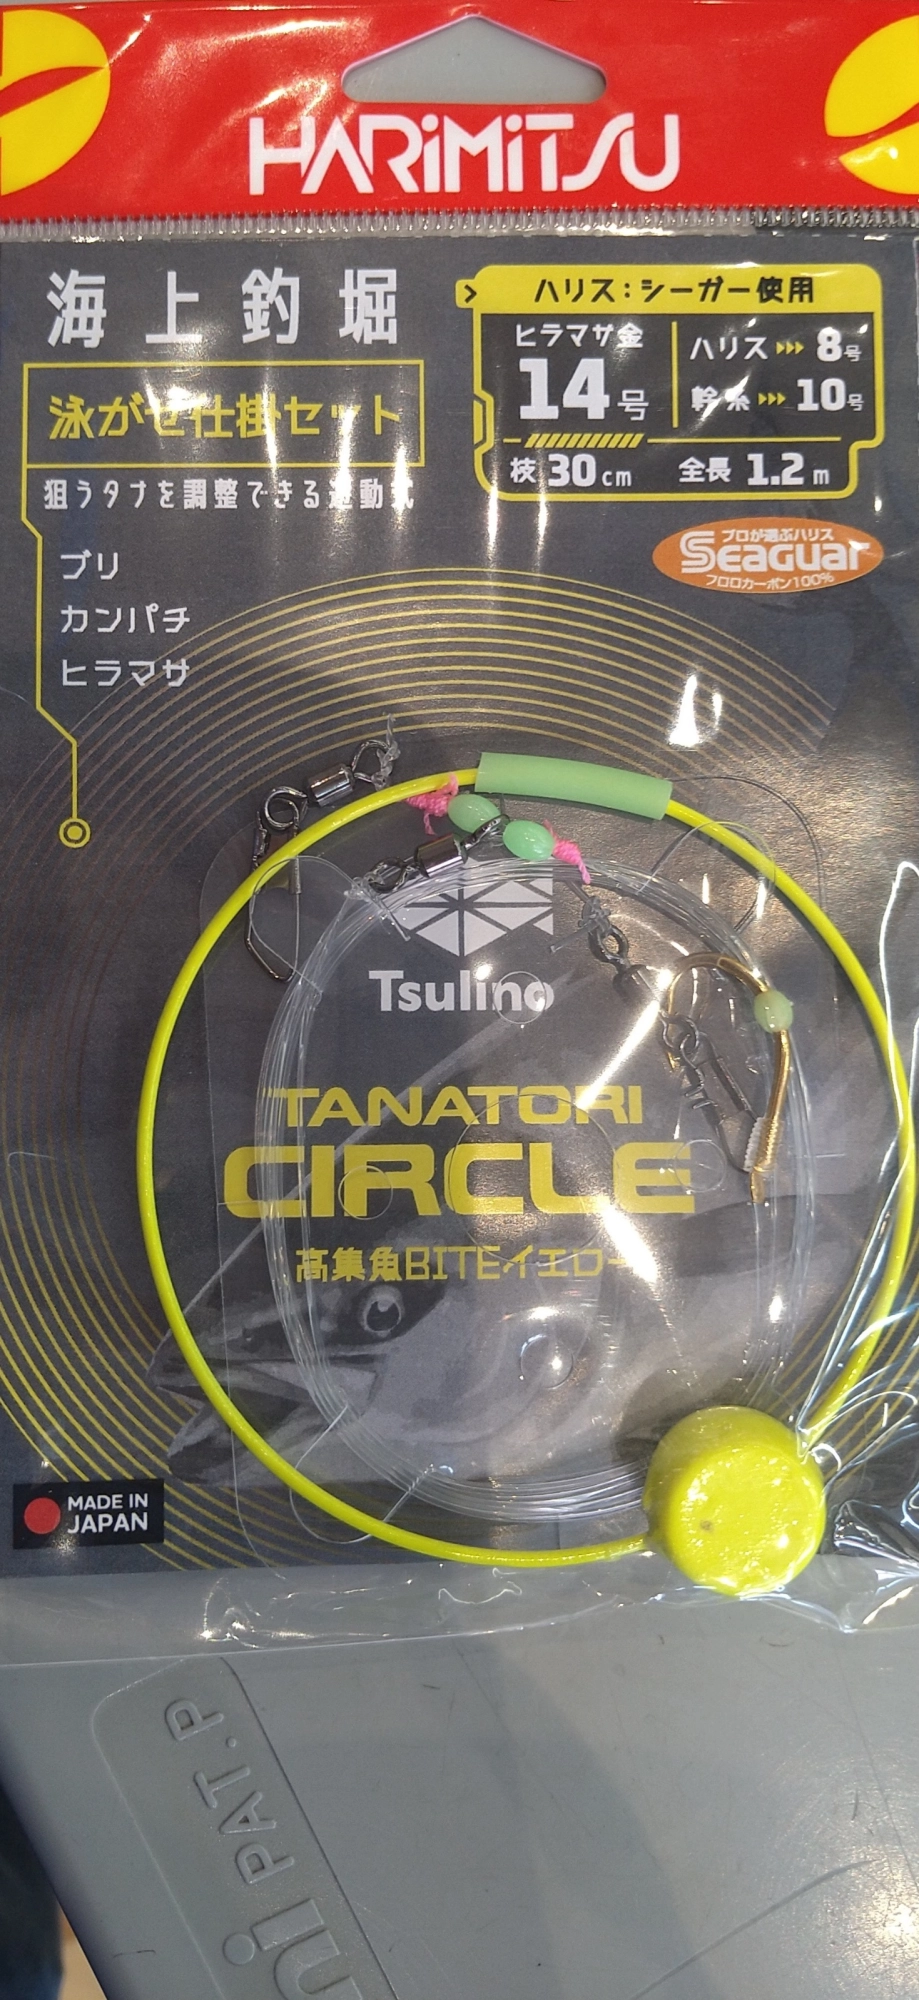 HARIMITSU
海上釣堀
泳がせ仕掛セット
狙うタナを調整できる遊動式
ブリ
カンパチ
ヒラマサ
ハリス:シーガー使用
ヒラマサ金
14号
ハリス 8号
幹糸 10号
枝30cm 全長1.2m
プロが選ぶハリス
Seaguar
フロロカーボン100%
Tsulino
TANATORI
CIRCLE
高集魚BITEイエロー
MADE IN
JAPAN
PAT.P